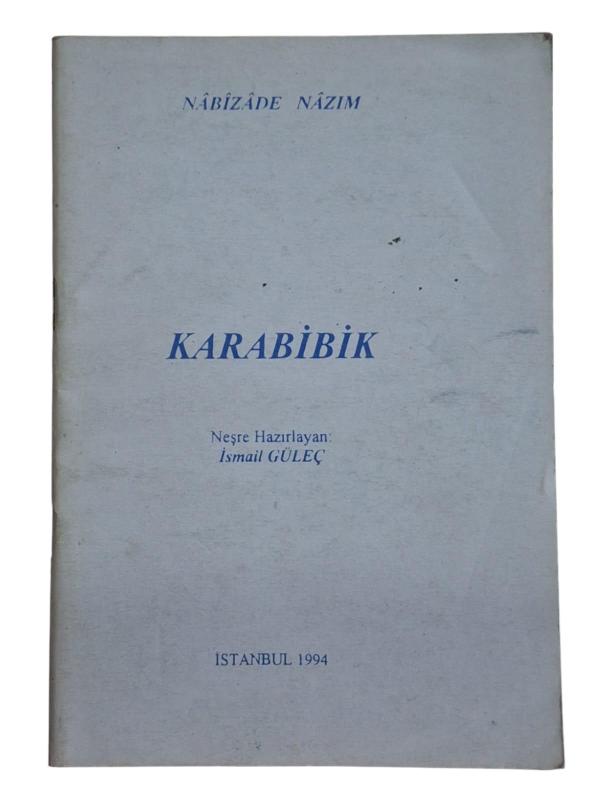 NÂBÎZÂDE NÂZIM
KARABİBİK
Neşre Hazırlayan:
İsmail GÜLEÇ
İSTANBUL 1994